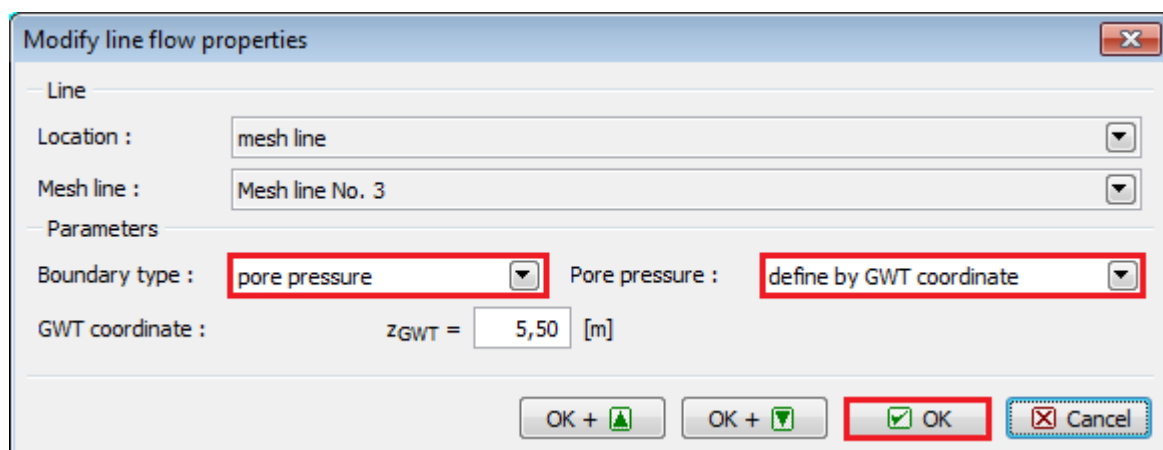 Modify line flow properties
Line
Location : mesh line
Mesh line : Mesh line No. 3
Parameters
Boundary type : pore pressure Pore pressure : define by GWT coordinate
GWT coordinate : zGWT = 5,50 [m]
OK + OK + OK Cancel